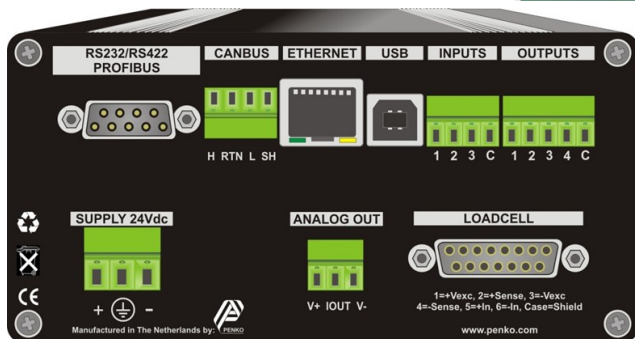 RS232/RS422
PROFIBUS
CANBUS
ETHERNET
USB
INPUTS
OUTPUTS
H RTN L SH
1 2 3 C
1 2 3 4 C
SUPPLY 24Vdc
ANALOG OUT
LOADCELL
+ -
V+ IOUT V-
1=+Vexc, 2=+Sense, 3=-Vexc
4=-Sense, 5=+In, 6=-In, Case=Shield
CE
Manufactured in The Netherlands by:
PENKO
www.penko.com